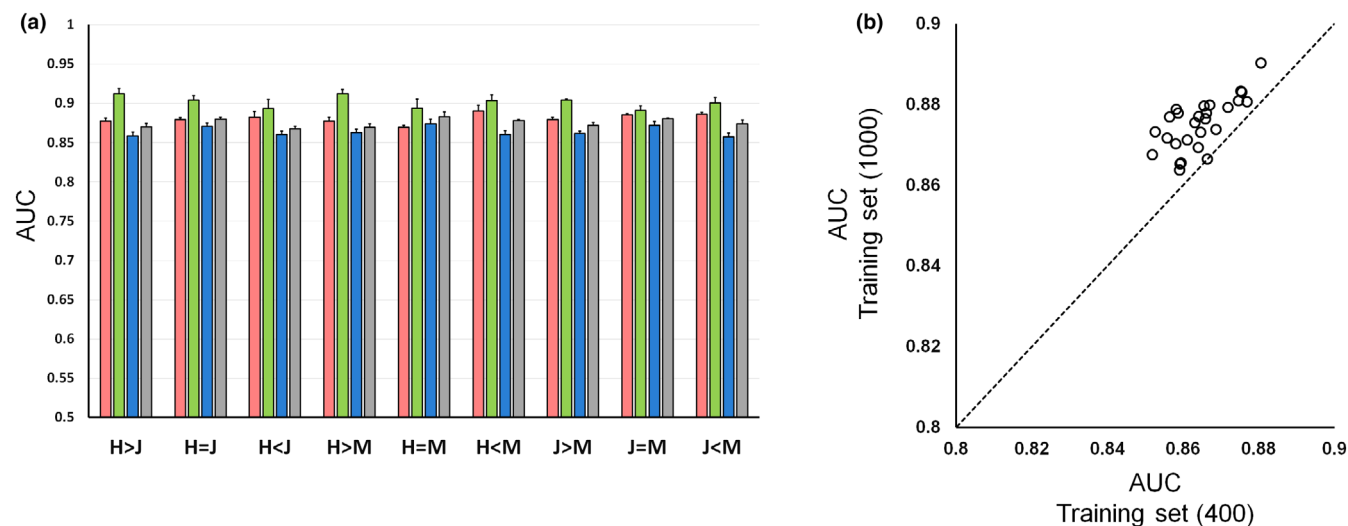 (a)
1
0.95
0.9
0.85
0.8
0.75
0.7
0.65
0.6
0.55
0.5
AUC
H>J
H=J
H<J
H>M
H=M
H<M
J>M
J=M
J<M
(b)
0.9
0.88
0.86
0.84
0.82
0.8
AUC
Training set (1000)
0.8
0.82
0.84
0.86
0.88
0.9
AUC
Training set (400)